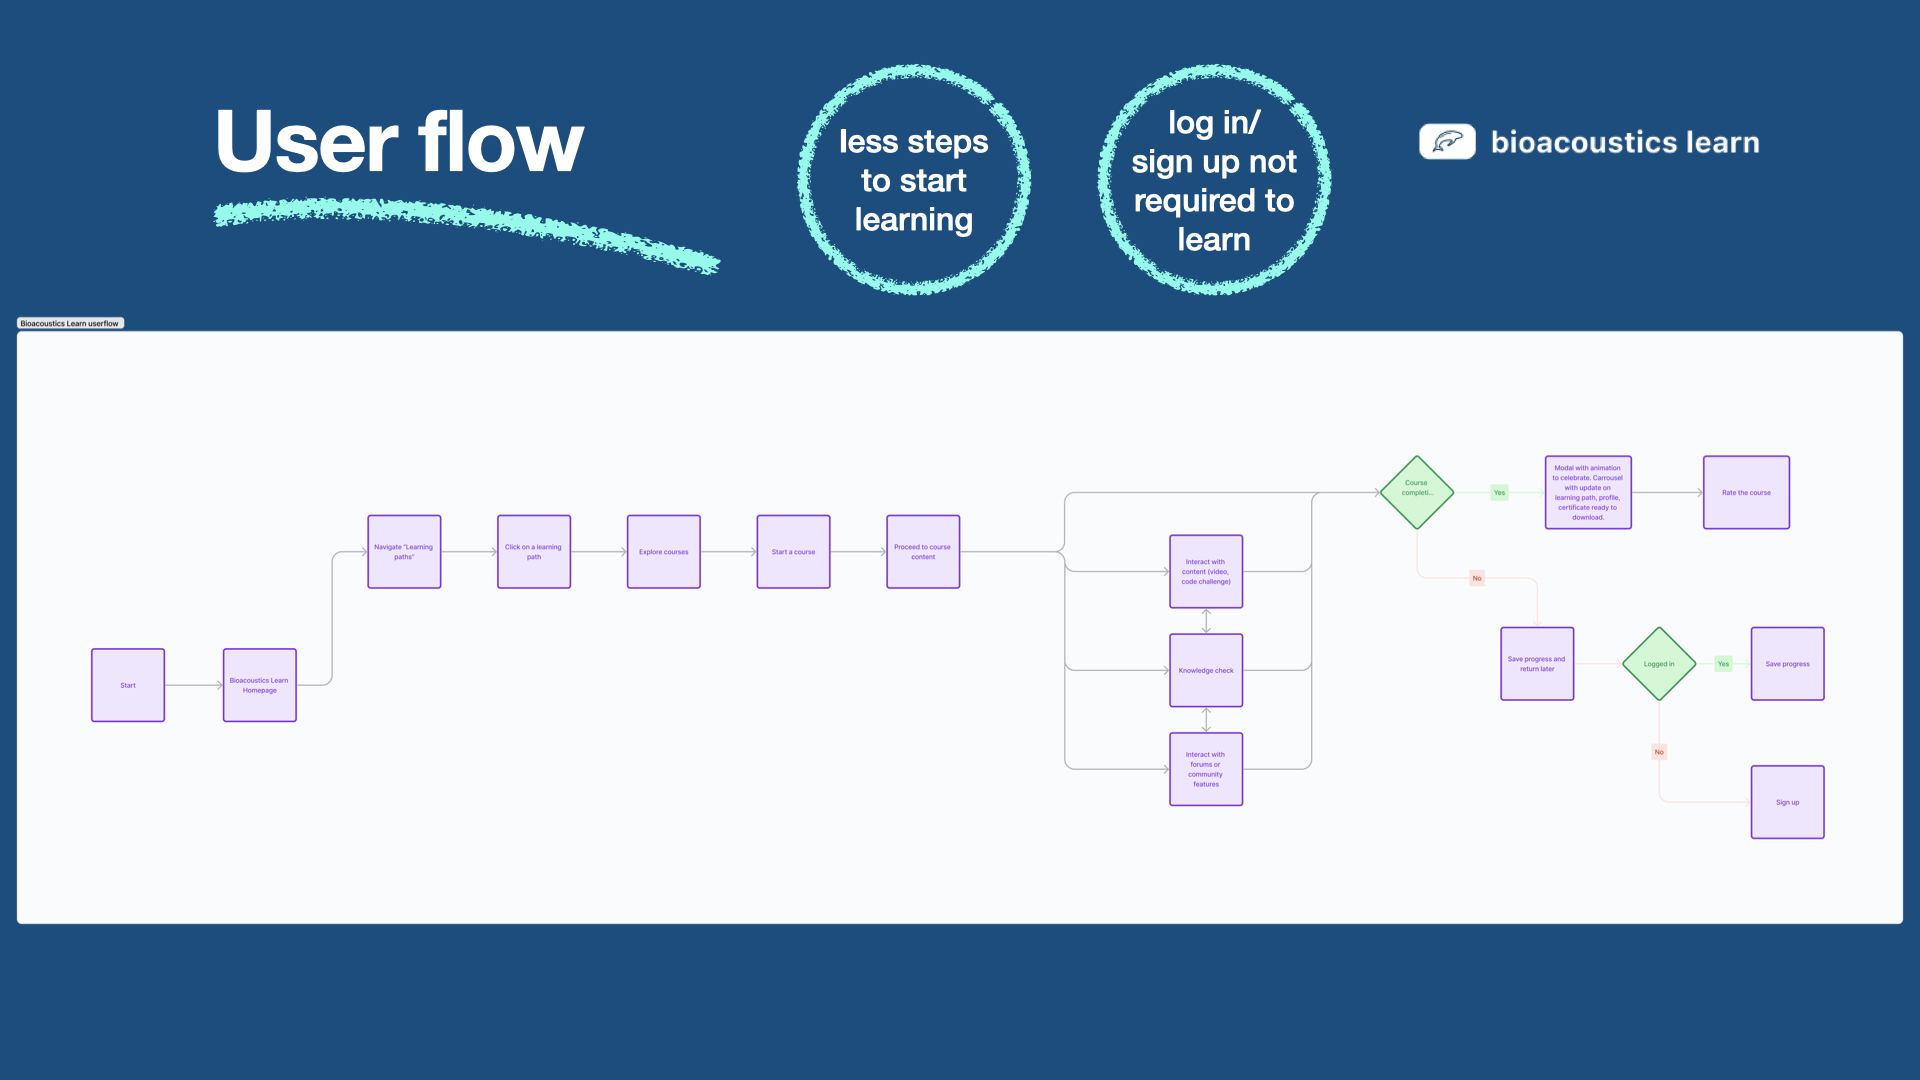 User flow
less steps
to start
learning
log in/
sign up not
required to
learn
bioacoustics learn
Bioacoustics Learn userflow
Start
Bioacoustics Learn
Homepage
Navigate "Learning
paths"
Click on a learning
path
Explore courses
Start a course
Proceed to course
content
Interact with
content (video,
code challenge)
Knowledge check
Interact with
forums or
community
features
Course
completi...
Yes
Modal with animation
to celebrate. Carrousel
with update on
learning path, profile,
certificate ready to
download.
Rate the course
No
Save progress and
return later
Logged in
Yes
Save progress
No
Sign up